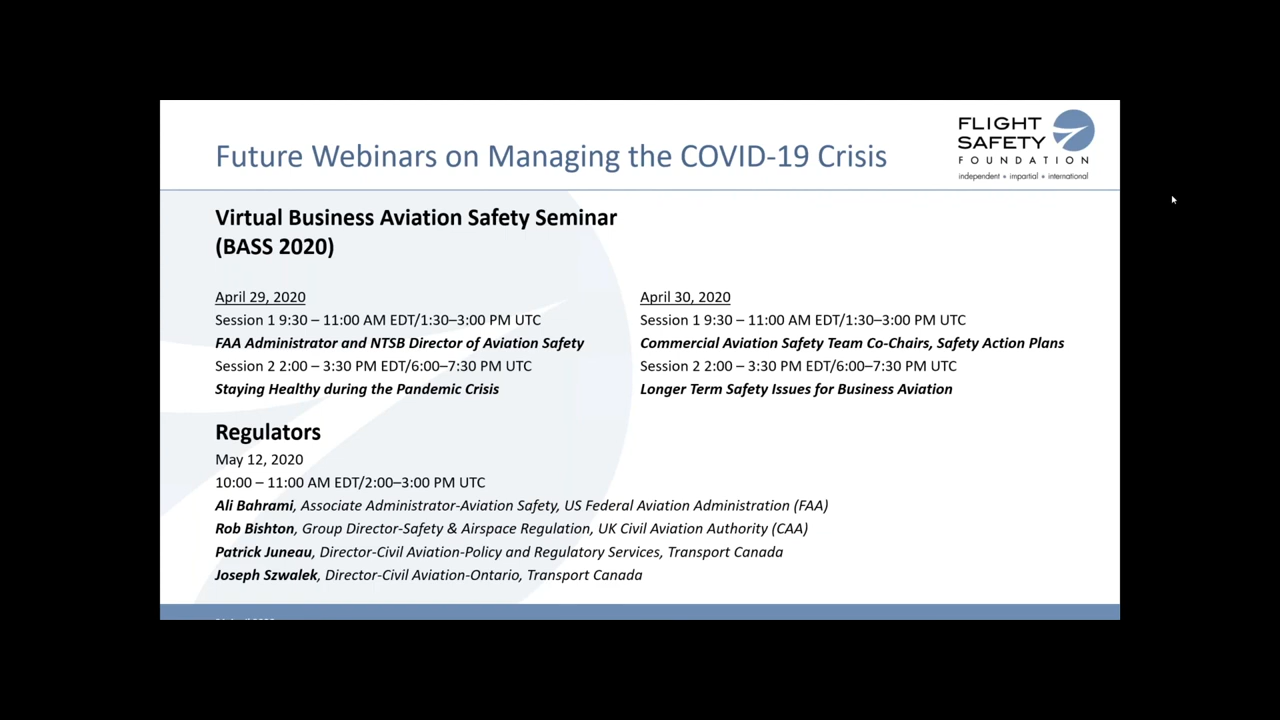 Future Webinars on Managing the COVID-19 Crisis
FLIGHT
SAFETY
FOUNDATION
independent • impartial • international
Virtual Business Aviation Safety Seminar
(BASS 2020)
April 29, 2020
Session 1 9:30 – 11:00 AM EDT/1:30–3:00 PM UTC
FAA Administrator and NTSB Director of Aviation Safety
Session 2 2:00 – 3:30 PM EDT/6:00–7:30 PM UTC
Staying Healthy during the Pandemic Crisis
April 30, 2020
Session 1 9:30 – 11:00 AM EDT/1:30–3:00 PM UTC
Commercial Aviation Safety Team Co-Chairs, Safety Action Plans
Session 2 2:00 – 3:30 PM EDT/6:00–7:30 PM UTC
Longer Term Safety Issues for Business Aviation
Regulators
May 12, 2020
10:00 – 11:00 AM EDT/2:00–3:00 PM UTC
Ali Bahrami, Associate Administrator-Aviation Safety, US Federal Aviation Administration (FAA)
Rob Bishton, Group Director-Safety & Airspace Regulation, UK Civil Aviation Authority (CAA)
Patrick Juneau, Director-Civil Aviation-Policy and Regulatory Services, Transport Canada
Joseph Szwalek, Director-Civil Aviation-Ontario, Transport Canada